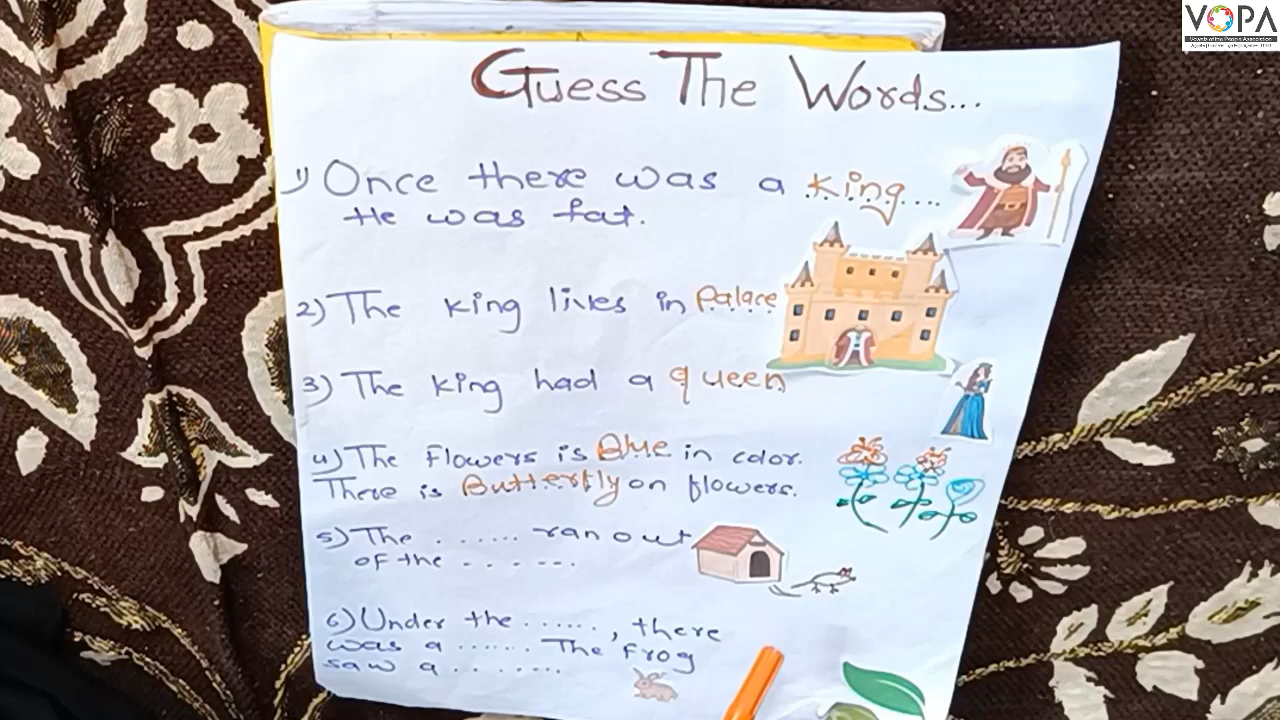 VOPA
Guess The Words...
1) Once there was a king....
He was fat.
2) The king lives in Palace
3) The king had a queen
4) The Flowers is Blue in color.
There is Butterfly on flowers.
5) The ...... ran out
of the ......
6) Under the ......, there
was a ...... The Frog
saw a .......